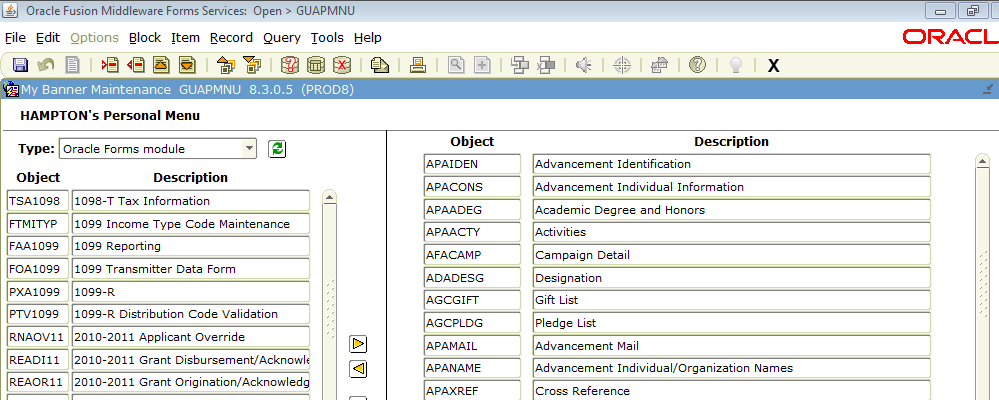 Oracle Fusion Middleware Forms Services: Open > GUAPMNU
File Edit Options Block Item Record Query Tools Help
ORACL
X
My Banner Maintenance GUAPMNU 8.3.0.5 (PROD8)
HAMPTON's Personal Menu
Type: Oracle Forms module
Object Description
TSA1098 1098-T Tax Information
FTMITYP 1099 Income Type Code Maintenance
FAA1099 1099 Reporting
FOA1099 1099 Transmitter Data Form
PXA1099 1099-R
PTV1099 1099-R Distribution Code Validation
RNAOV11 2010-2011 Applicant Override
READI11 2010-2011 Grant Disbursement/Acknowle
REAOR11 2010-2011 Grant Origination/Acknowledg
Object Description
APAIDEN Advancement Identification
APACONS Advancement Individual Information
APAADEG Academic Degree and Honors
APAACTY Activities
AFACAMP Campaign Detail
ADADESG Designation
AGCGIFT Gift List
AGCPLDG Pledge List
APAMAIL Advancement Mail
APANAME Advancement Individual/Organization Names
APAXREF Cross Reference